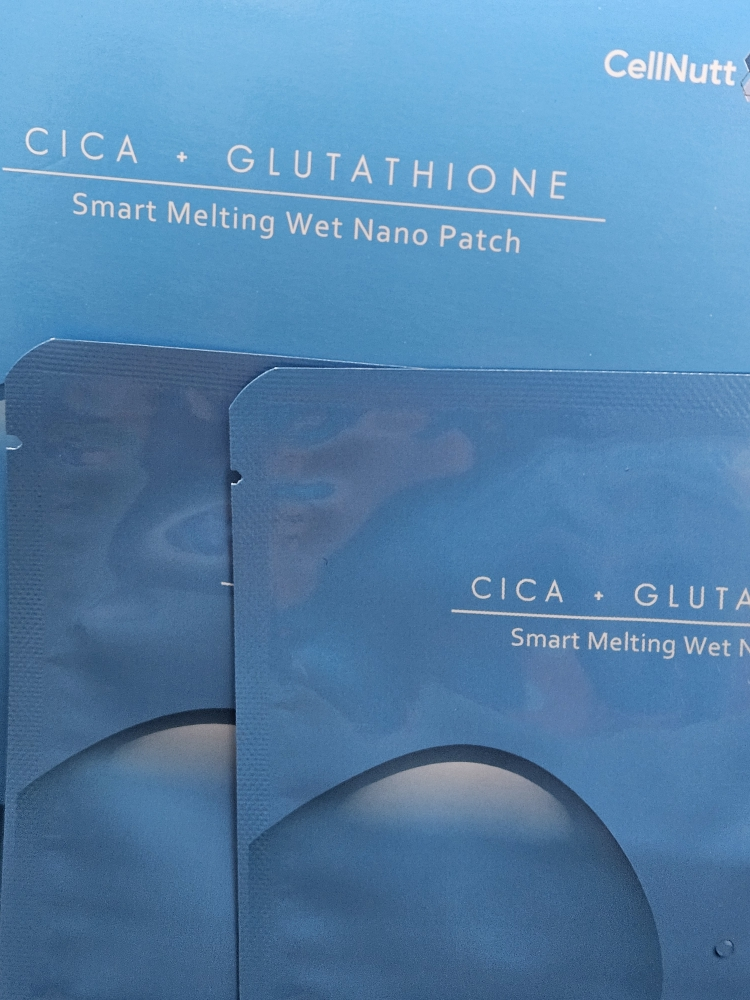 CellNutt
CICA + GLUTATHIONE
Smart Melting Wet Nano Patch
CICA + GLUTA
Smart Melting Wet N